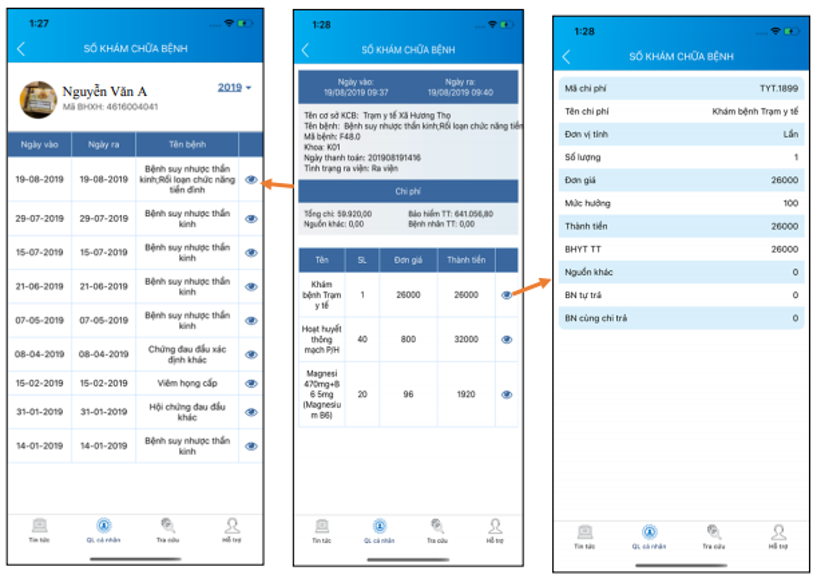 1:27
SỔ KHÁM CHỮA BỆNH
Nguyễn Văn A
2019
Mã BHXH: 4616004041
Ngày vào Ngày ra Tên bệnh
19-08-2019 19-08-2019 Bệnh suy nhược thần
kinh;Rối loạn chức năng
tiền đình
29-07-2019 29-07-2019 Bệnh suy nhược thần
kinh
15-07-2019 15-07-2019 Bệnh suy nhược thần
kinh
21-06-2019 21-06-2019 Bệnh suy nhược thần
kinh
07-05-2019 07-05-2019 Bệnh suy nhược thần
kinh
08-04-2019 08-04-2019 Chứng đau đầu xác
định khác
15-02-2019 15-02-2019 Viêm họng cấp
31-01-2019 31-01-2019 Hội chứng đau đầu
khác
14-01-2019 14-01-2019 Bệnh suy nhược thần
kinh
Tin tức QL cá nhân Tra cứu Hỗ trợ
1:28
SỔ KHÁM CHỮA BỆNH
Ngày vào: Ngày ra:
19/08/2019 09:37 19/08/2019 09:40
Tên cơ sở KCB: Trạm y tế Xã Hương Thọ
Tên bệnh: Bệnh suy nhược thần kinh;Rối loạn chức năng tiền
Mã bệnh: F48.0
Khoa: K01
Ngày thanh toán: 201908191416
Tình trạng ra viện: Ra viện
Chi phí
Tổng chi: 59.920,00 Bảo hiểm TT: 641.056,80
Nguồn khác: 0,00 Bệnh nhân TT: 0,00
Tên SL Đơn giá Thành tiền
Khám
bệnh Trạm
y tế 1 26000 26000
Hoạt huyết
thông
mạch P/H 40 800 32000
Magnesi
470mg+B
6 5mg
(Magnesiu
m B6) 20 96 1920
Tin tức QL cá nhân Tra cứu Hỗ trợ
1:28
SỔ KHÁM CHỮA BỆNH
Mã chi phí TYT.1899
Tên chi phí Khám bệnh Trạm y tế
Đơn vị tính Lần
Số lượng 1
Đơn giá 26000
Mức hưởng 100
Thành tiền 26000
BHYT TT 26000
Nguồn khác 0
BN tự trả 0
BN cùng chi trả 0
Tin tức QL cá nhân Tra cứu Hỗ trợ